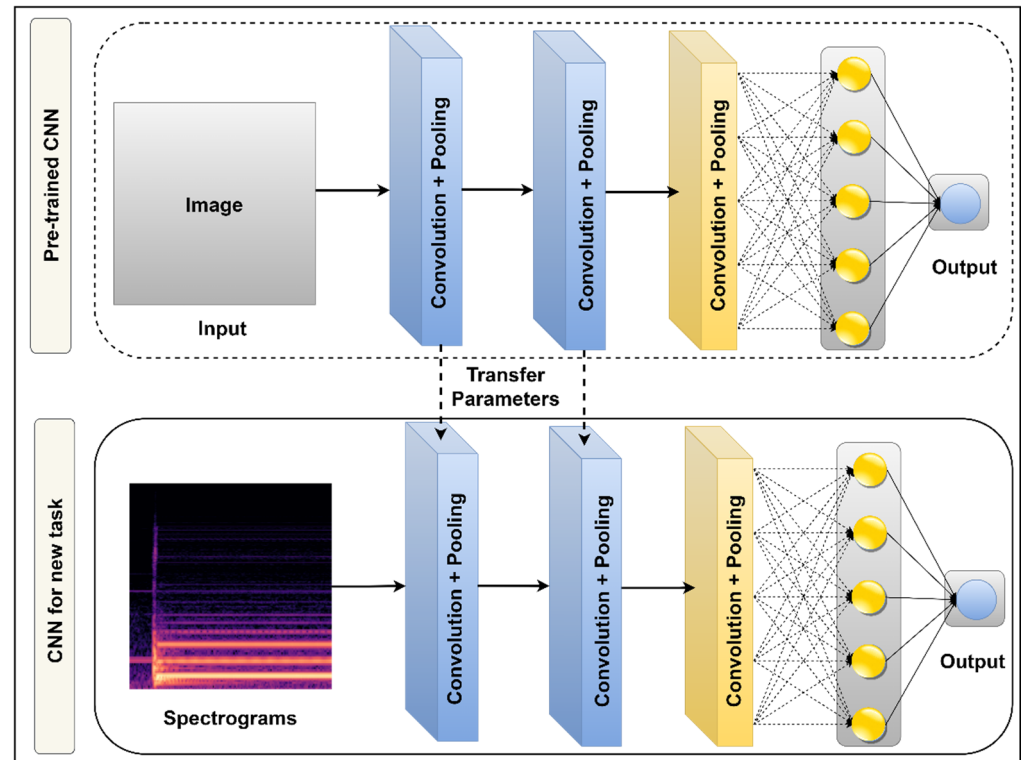 Pre-trained CNN
Image
Input
Convolution + Pooling
Convolution + Pooling
Convolution + Pooling
Output
Transfer
Parameters
CNN for new task
Spectrograms
Convolution + Pooling
Convolution + Pooling
Convolution + Pooling
Output